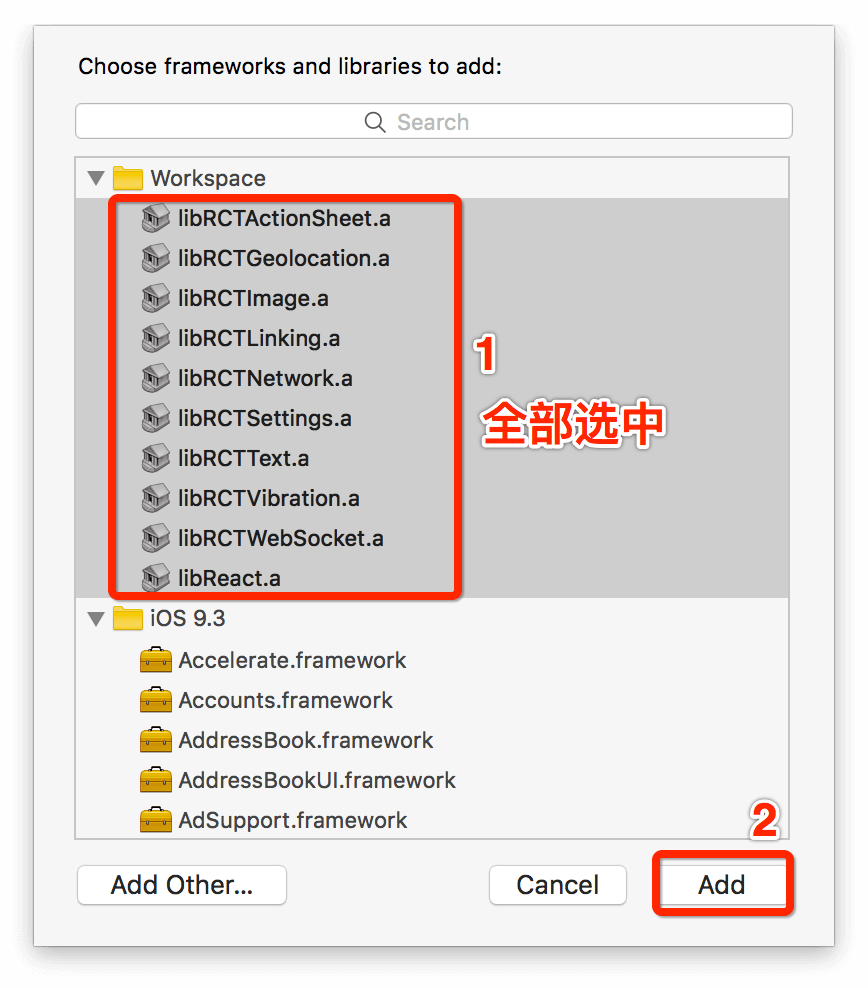 Choose frameworks and libraries to add:
Search
Workspace
libRCTActionSheet.a
libRCTGeolocation.a
libRCTImage.a
libRCTLinking.a
1
libRCTNetwork.a
libRCTSettings.a
全部选中
libRCTText.a
libRCTVibration.a
libRCTWebSocket.a
libReact.a
iOS 9.3
Accelerate.framework
Accounts.framework
AddressBook.framework
AddressBookUI.framework
AdSupport.framework
2
Add Other...
Cancel
Add